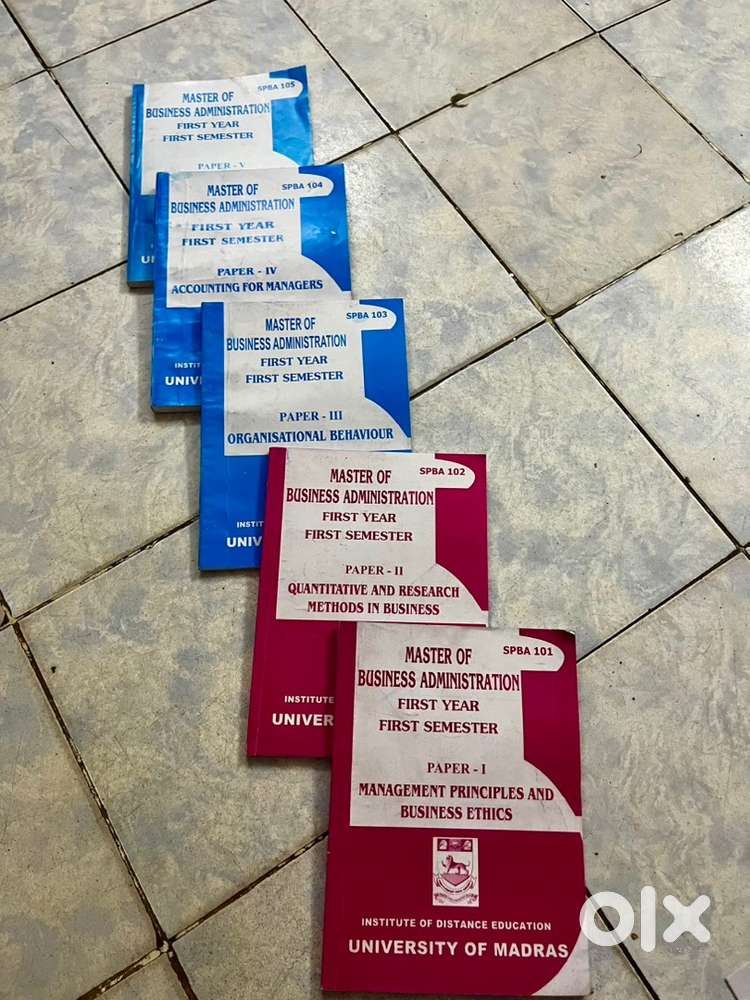 SPBA 105
MASTER OF
BUSINESS ADMINISTRATION
FIRST YEAR
FIRST SEMESTER
PAPER - V
SPBA 104
MASTER OF
BUSINESS ADMINISTRATION
FIRST YEAR
FIRST SEMESTER
PAPER - IV
ACCOUNTING FOR MANAGERS
SPBA 103
MASTER OF
BUSINESS ADMINISTRATION
FIRST YEAR
FIRST SEMESTER
PAPER - III
ORGANISATIONAL BEHAVIOUR
SPBA 102
MASTER OF
BUSINESS ADMINISTRATION
FIRST YEAR
FIRST SEMESTER
PAPER - II
QUANTITATIVE AND RESEARCH
METHODS IN BUSINESS
INSTITUTE
UNIVER
SPBA 101
MASTER OF
BUSINESS ADMINISTRATION
FIRST YEAR
FIRST SEMESTER
PAPER - I
MANAGEMENT PRINCIPLES AND
BUSINESS ETHICS
INSTITUTE OF DISTANCE EDUCATION
UNIVERSITY OF MADRAS
olx